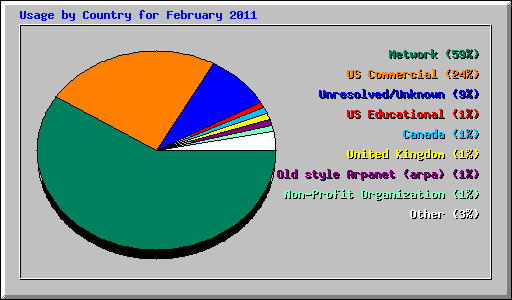 Usage by Country for February 2011
Network (59%)
US Commercial (24%)
Unresolved/Unknown (9%)
US Educational (1%)
Canada (1%)
United Kingdom (1%)
Old style Arpanet (arpa) (1%)
Non-Profit Organization (1%)
Other (3%)